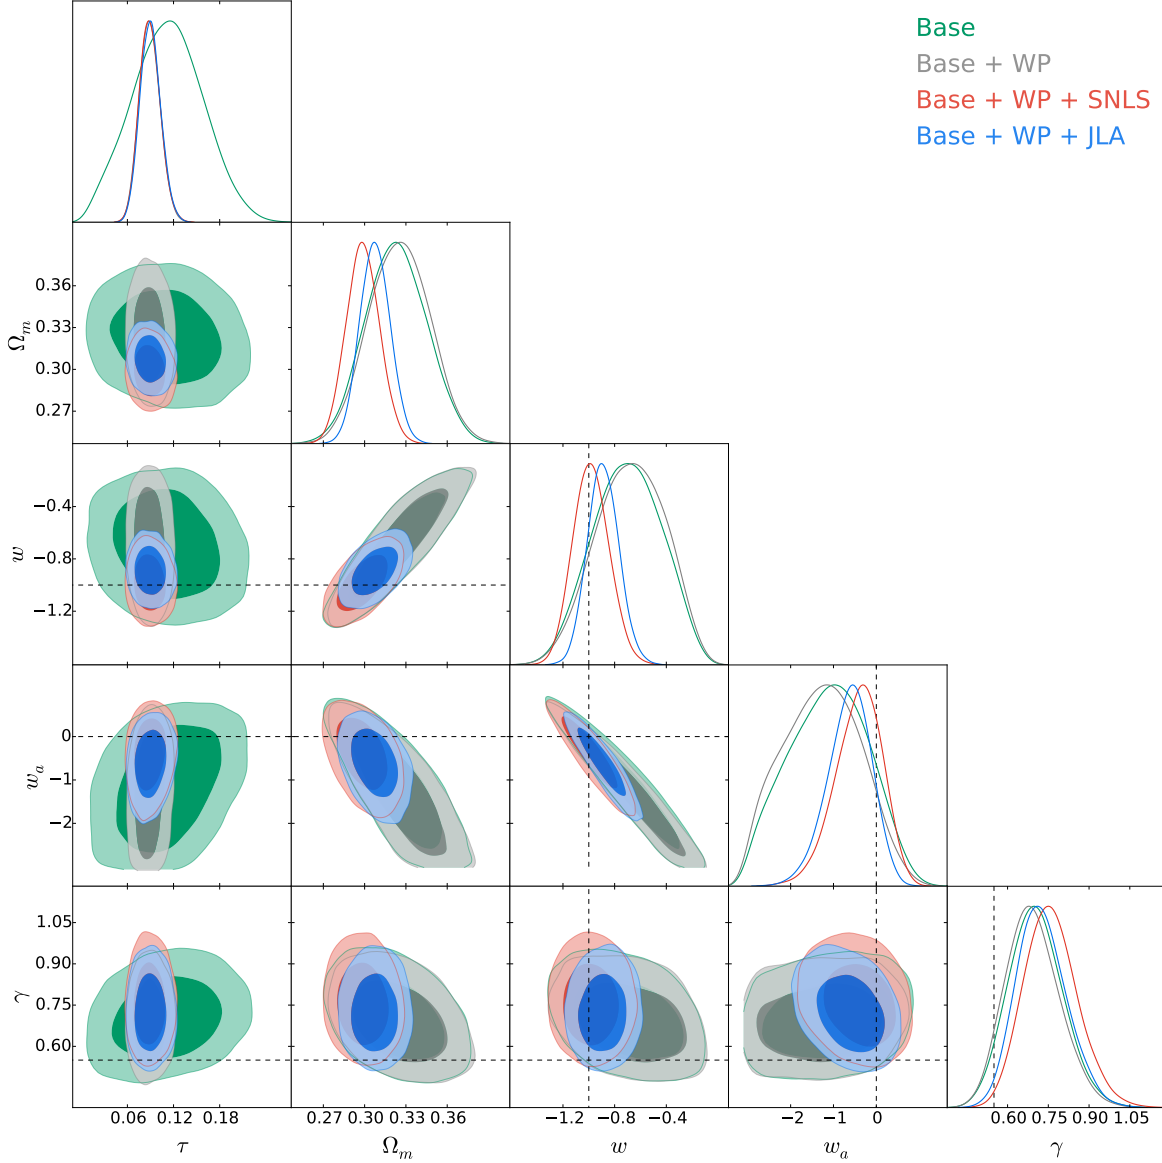 Base
Base + WP
Base + WP + SNLS
Base + WP + JLA
0.36
0.33
0.30
0.27
Ωₘ
−0.4
−0.8
−1.2
w
0
−1
−2
wₐ
1.05
0.90
0.75
0.60
γ
0.06 0.12 0.18
0.27 0.30 0.33 0.36
−1.2 −0.8 −0.4
−2 −1 0
0.60 0.75 0.90 1.05
τ Ωₘ w wₐ γ